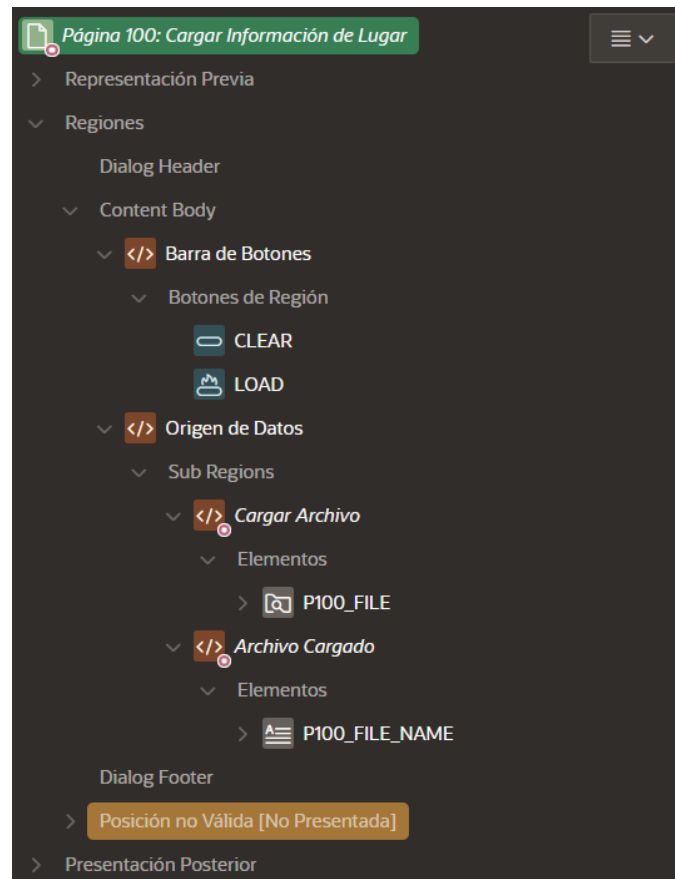 Página 100: Cargar Información de Lugar
Representación Previa
Regiones
Dialog Header
Content Body
Barra de Botones
Botones de Región
CLEAR
LOAD
Origen de Datos
Sub Regions
Cargar Archivo
Elementos
P100_FILE
Archivo Cargado
Elementos
P100_FILE_NAME
Dialog Footer
Posición no Válida [No Presentada]
Presentación Posterior